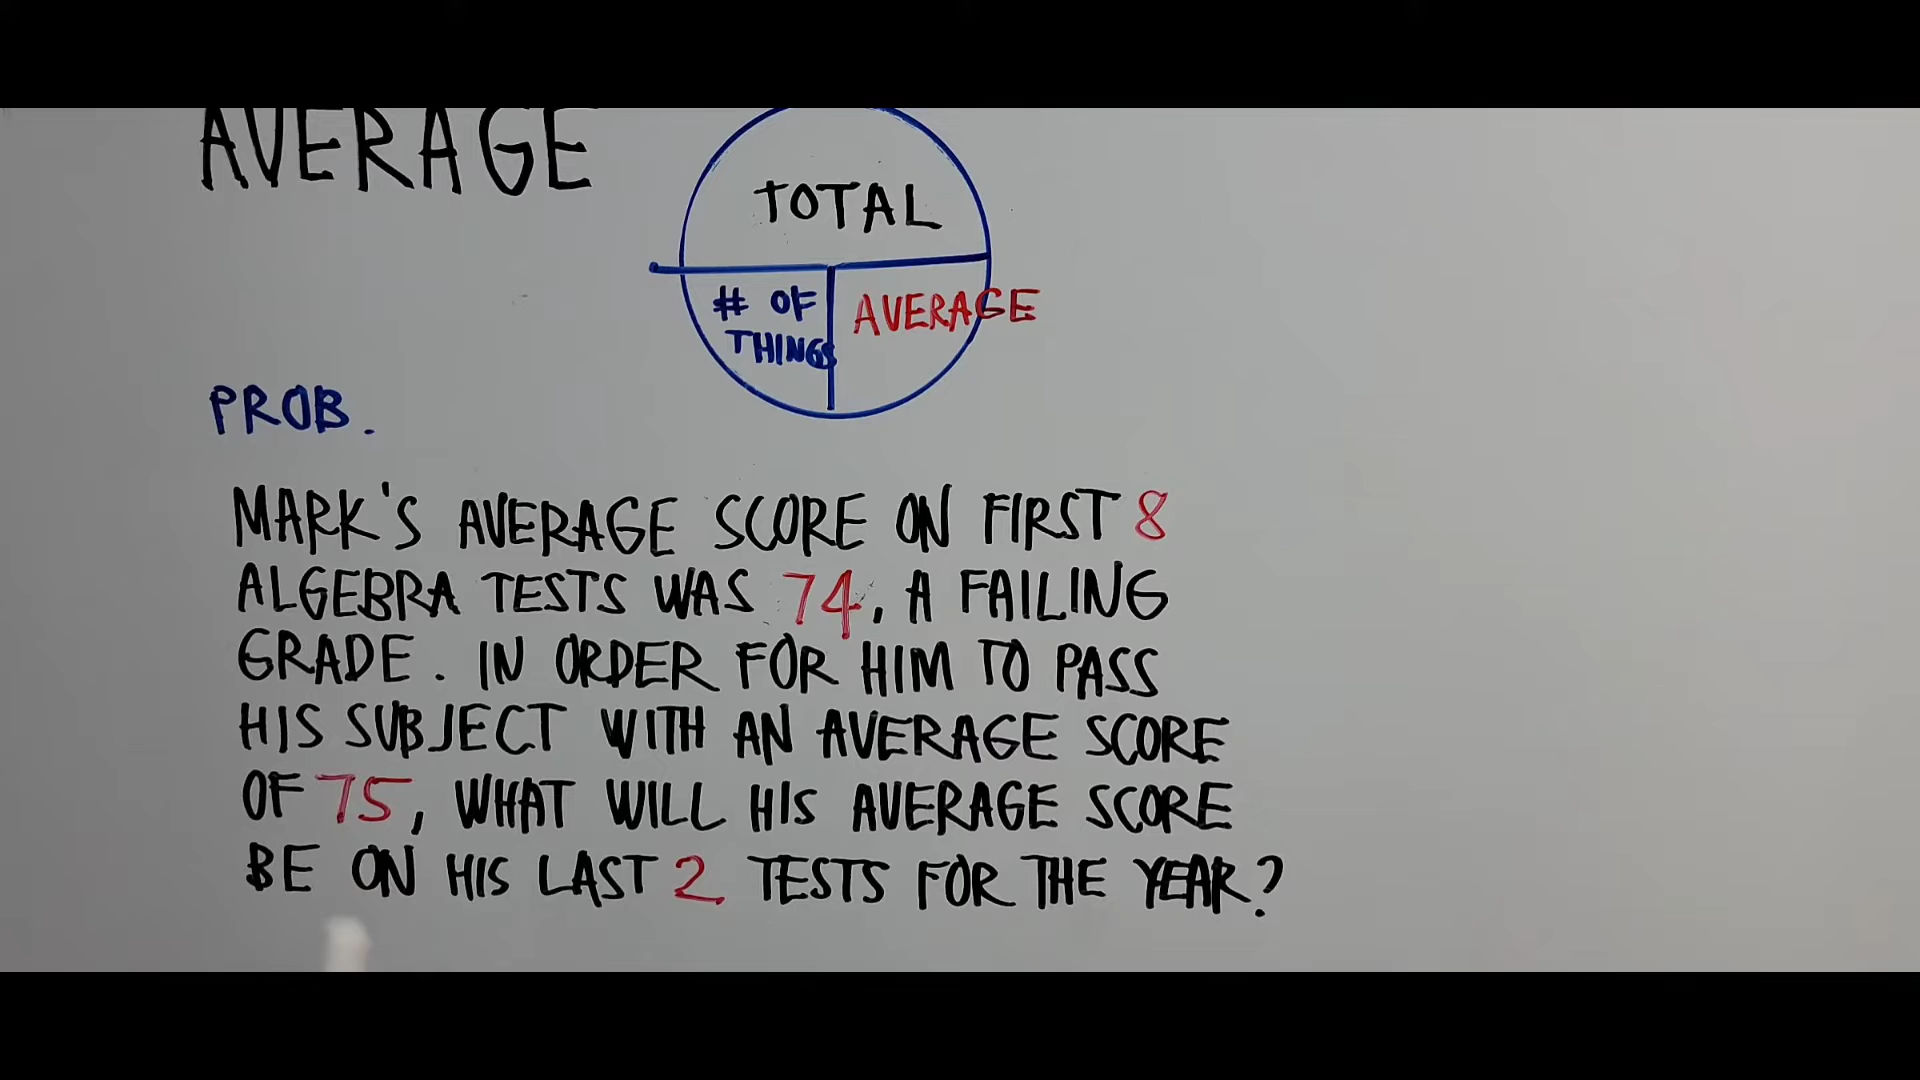 AVERAGE
TOTAL
# OF
THINGS
AVERAGE
PROB.
MARK'S AVERAGE SCORE ON FIRST 8
ALGEBRA TESTS WAS 74, A FAILING
GRADE. IN ORDER FOR HIM TO PASS
HIS SUBJECT WITH AN AVERAGE SCORE
OF 75, WHAT WILL HIS AVERAGE SCORE
BE ON HIS LAST 2 TESTS FOR THE YEAR?